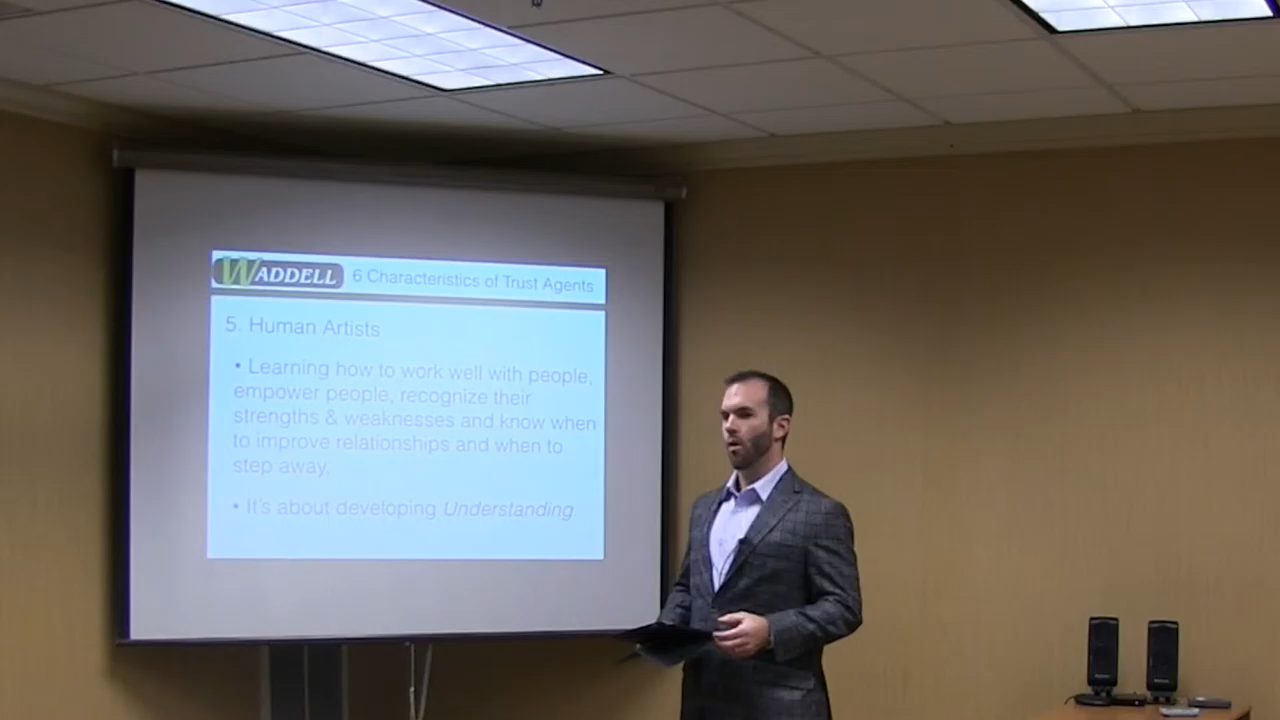 WADDELL 6 Characteristics of Trust Agents
5. Human Artists
• Learning how to work well with people,
empower people, recognize their
strengths & weaknesses and know when
to improve relationships and when to
step away.
• It's about developing Understanding.